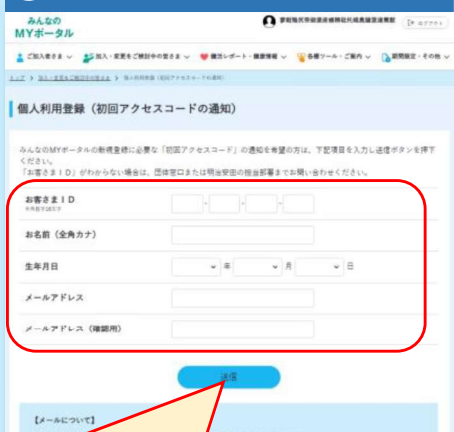 みんなの
MYポータル
ログアウト
ご加入者さま
加入・変更をご検討中の皆さま
健活レポート・健康情報
各種ツール・ご案内
個人利用登録（初回アクセスコードの通知）
みんなのMYポータルの新規登録に必要な「初回アクセスコード」の通知を希望の方は、下記項目を入力し送信ボタンを押下
ください。
「お客さまＩＤ」がわからない場合は、団体窓口または明治安田の担当部署までお問い合わせください。
お客さまＩＤ
- - -
お名前（全角カナ）
生年月日
年 月 日
メールアドレス
メールアドレス（確認用）
送信
【メールについて】